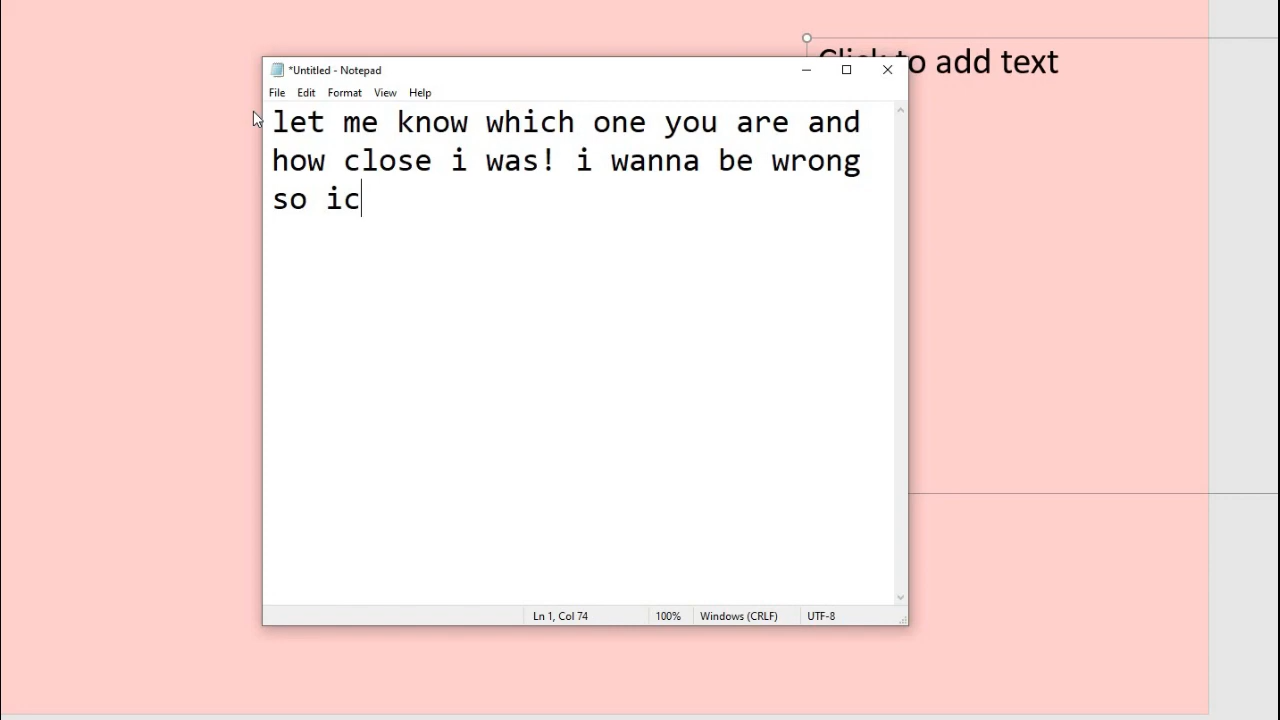 Click to add text
*Untitled - Notepad
File Edit Format View Help
let me know which one you are and
how close i was! i wanna be wrong
so ic
Ln 1, Col 74 100% Windows (CRLF) UTF-8